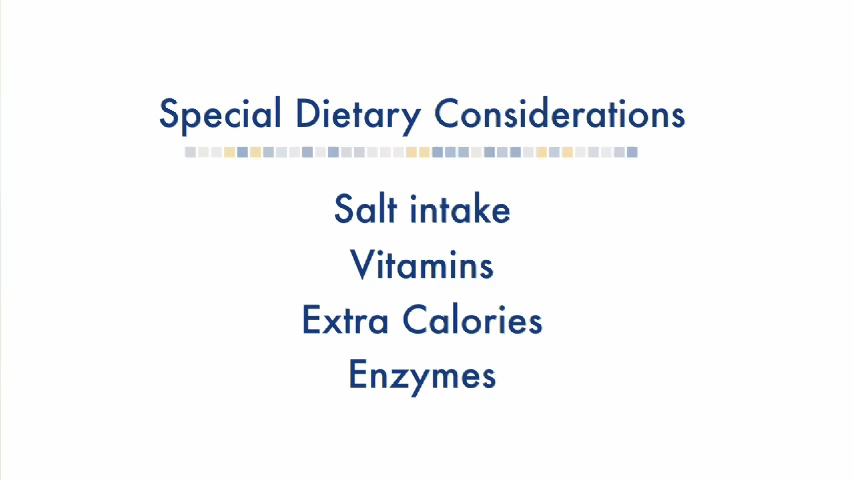 Special Dietary Considerations
Salt intake
Vitamins
Extra Calories
Enzymes